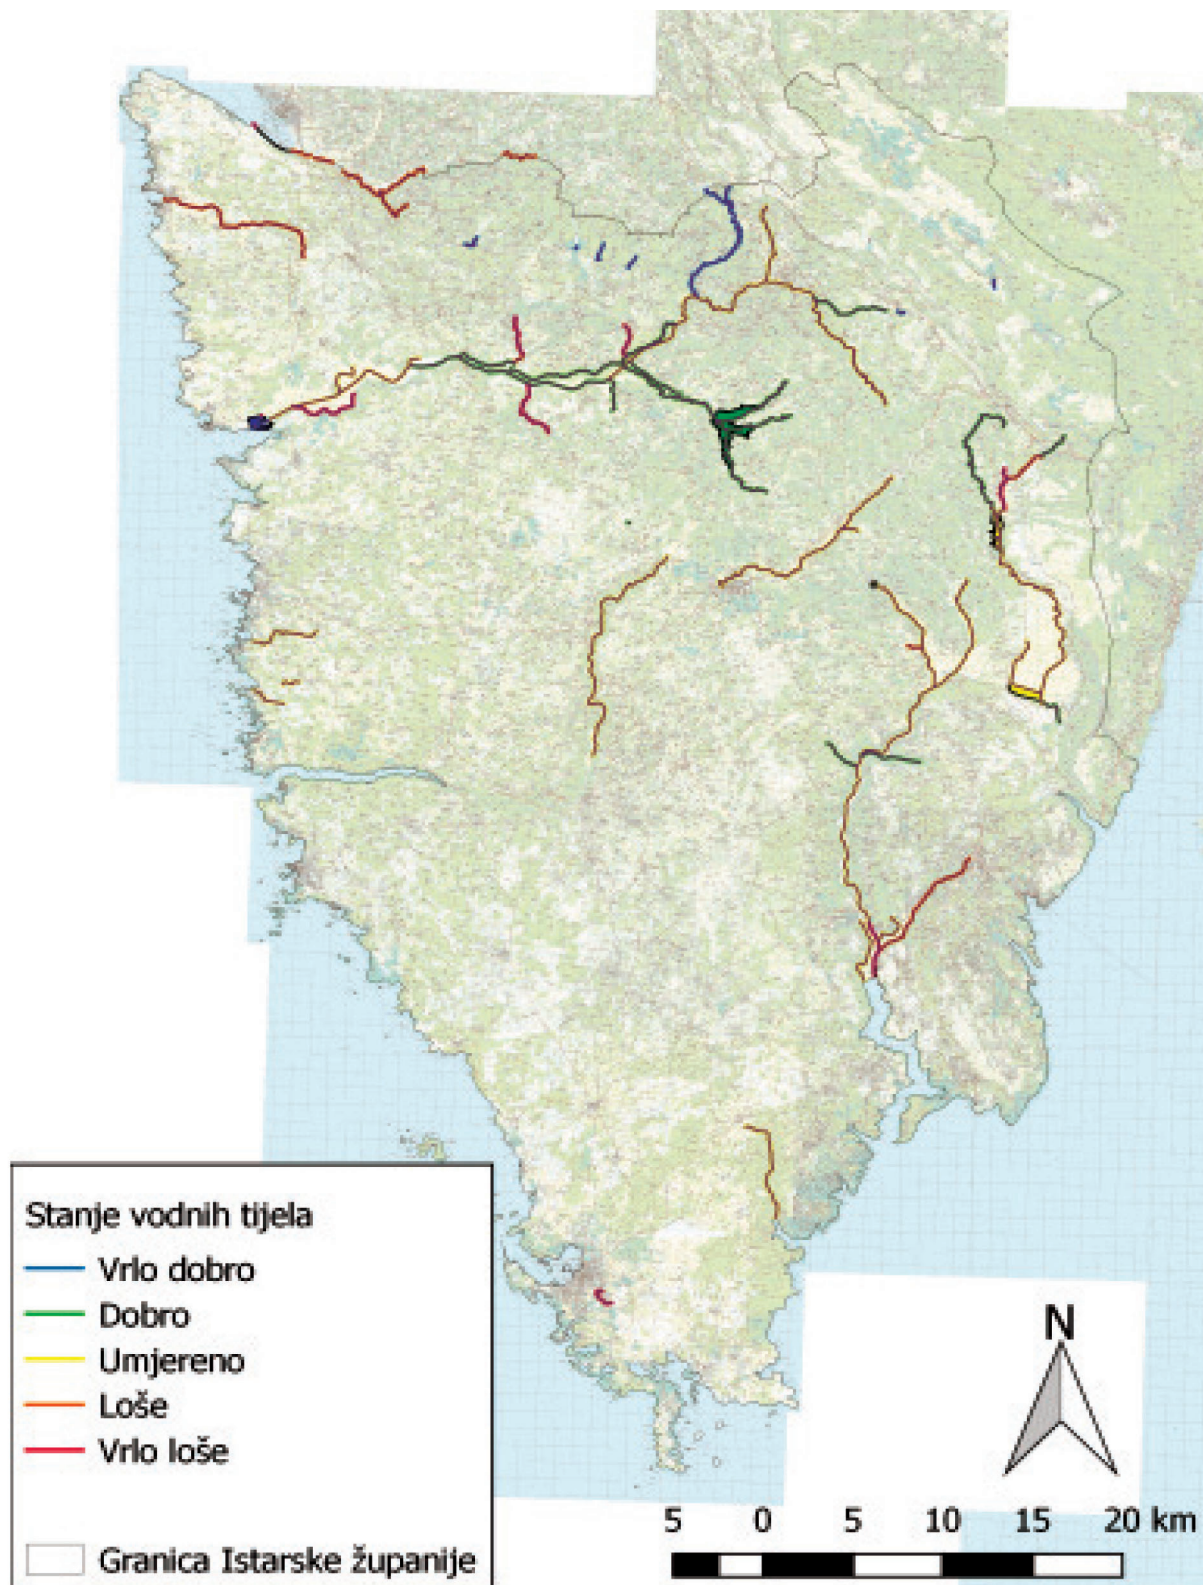 Stanje vodnih tijela
Vrlo dobro
Dobro
Umjereno
Loše
Vrlo loše
Granica Istarske županije
N
5 0 5 10 15 20 km